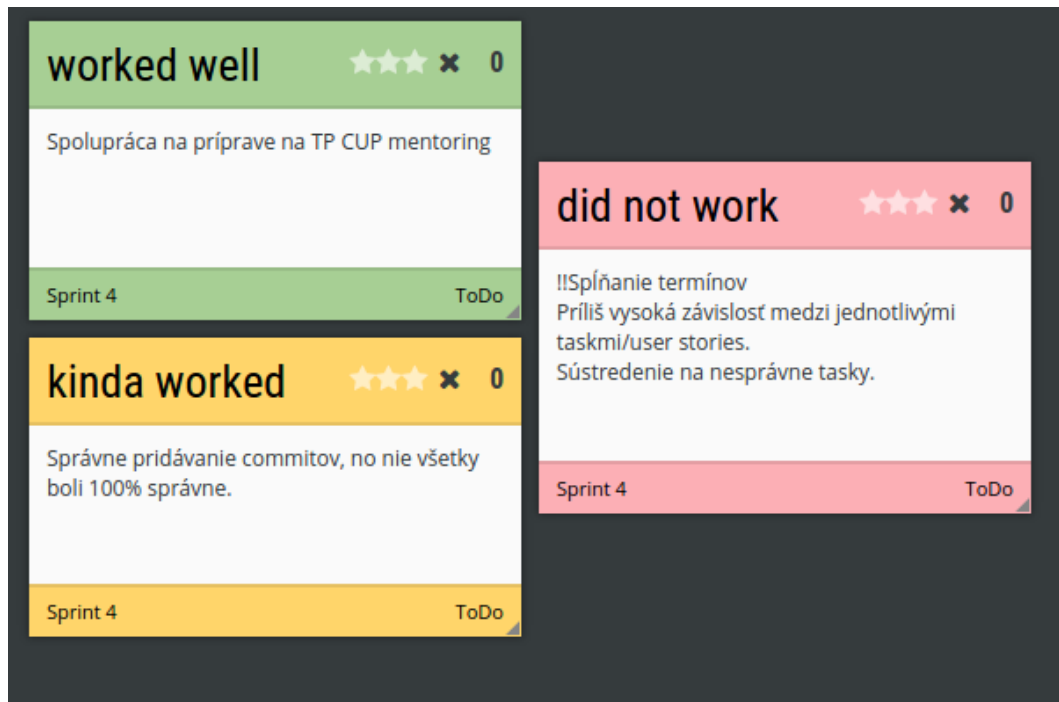 worked well 0
Spolupráca na príprave na TP CUP mentoring
Sprint 4 ToDo
kinda worked 0
Správne pridávanie commitov, no nie všetky
boli 100% správne.
Sprint 4 ToDo
did not work 0
!!Spĺňanie termínov
Príliš vysoká závislosť medzi jednotlivými
taskmi/user stories.
Sústredenie na nesprávne tasky.
Sprint 4 ToDo